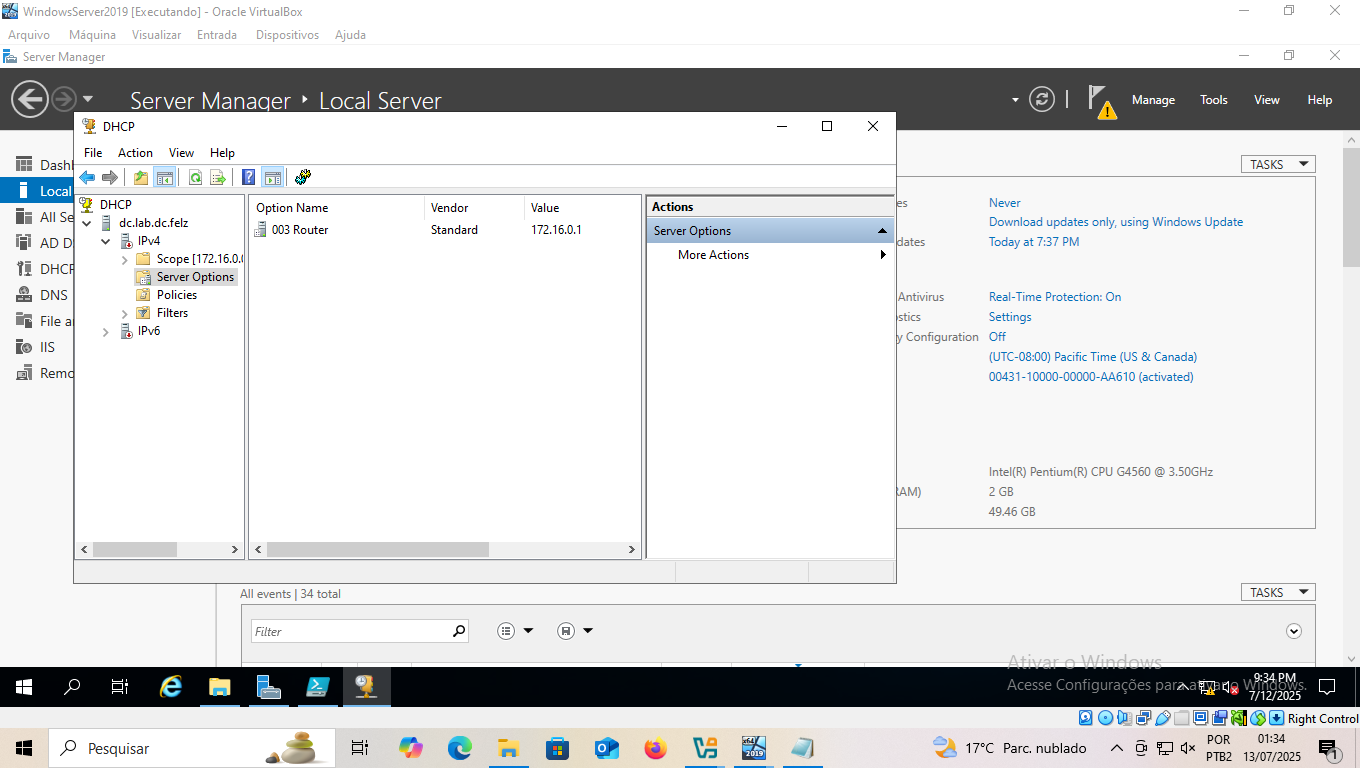 WindowsServer2019 [Executando] - Oracle VirtualBox
Arquivo Máquina Visualizar Entrada Dispositivos Ajuda
Server Manager
Server Manager Local Server
Manage Tools View Help
DHCP
File Action View Help
DHCP
dc.lab.dc.felz
IPv4
Scope [172.16.0.
Server Options
Policies
Filters
IPv6
Option Name Vendor Value
003 Router Standard 172.16.0.1
Actions
Server Options
More Actions
Dash
Local
All Se
AD D
DHCP
DNS
File a
IIS
Remo
TASKS
es Never
Download updates only, using Windows Update
dates Today at 7:37 PM
Antivirus Real-Time Protection: On
stics Settings
y Configuration Off
(UTC-08:00) Pacific Time (US & Canada)
00431-10000-00000-AA610 (activated)
Intel(R) Pentium(R) CPU G4560 @ 3.50GHz
RAM) 2 GB
49.46 GB
All events | 34 total
TASKS
Filter
Ativar o Windows
Acesse Configurações para ativar o Windows.
9:34 PM
7/12/2025
Right Control
Pesquisar
x64
2019
17°C Parc. nublado
POR
PTB2
01:34
13/07/2025
1